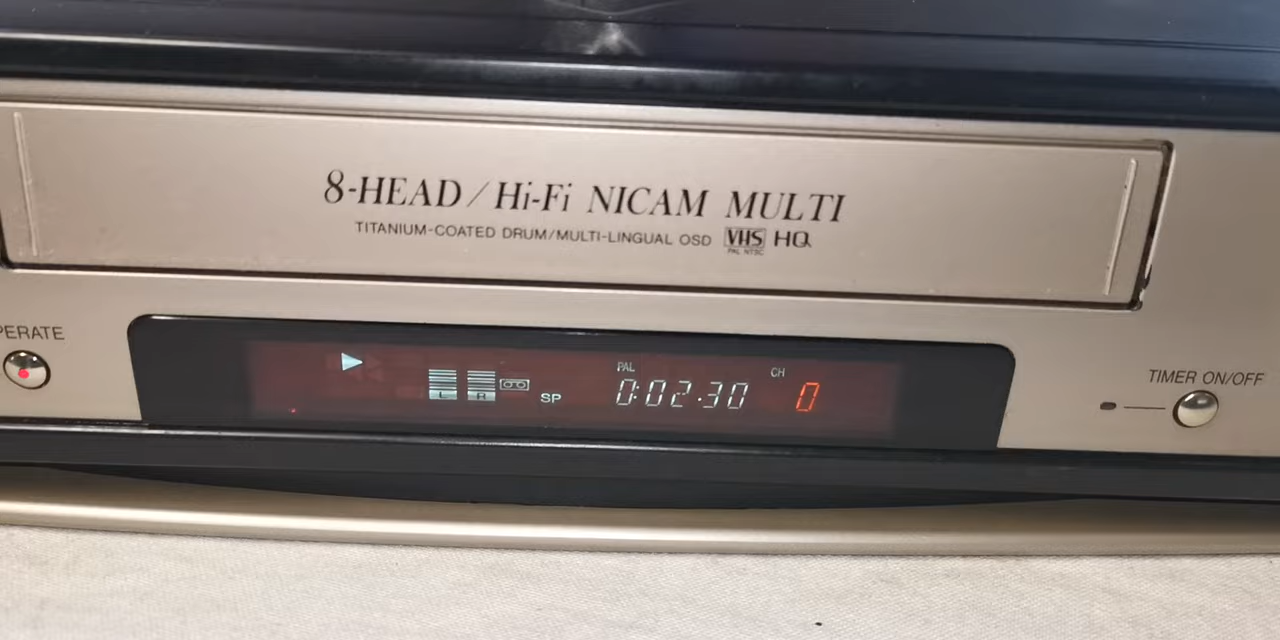 8-HEAD / Hi-Fi NICAM MULTI
TITANIUM-COATED DRUM/MULTI-LINGUAL OSD VHS HQ
PAL NTSC
PERATE
TIMER ON/OFF
PAL
CH
L R SP 0:02.30 0